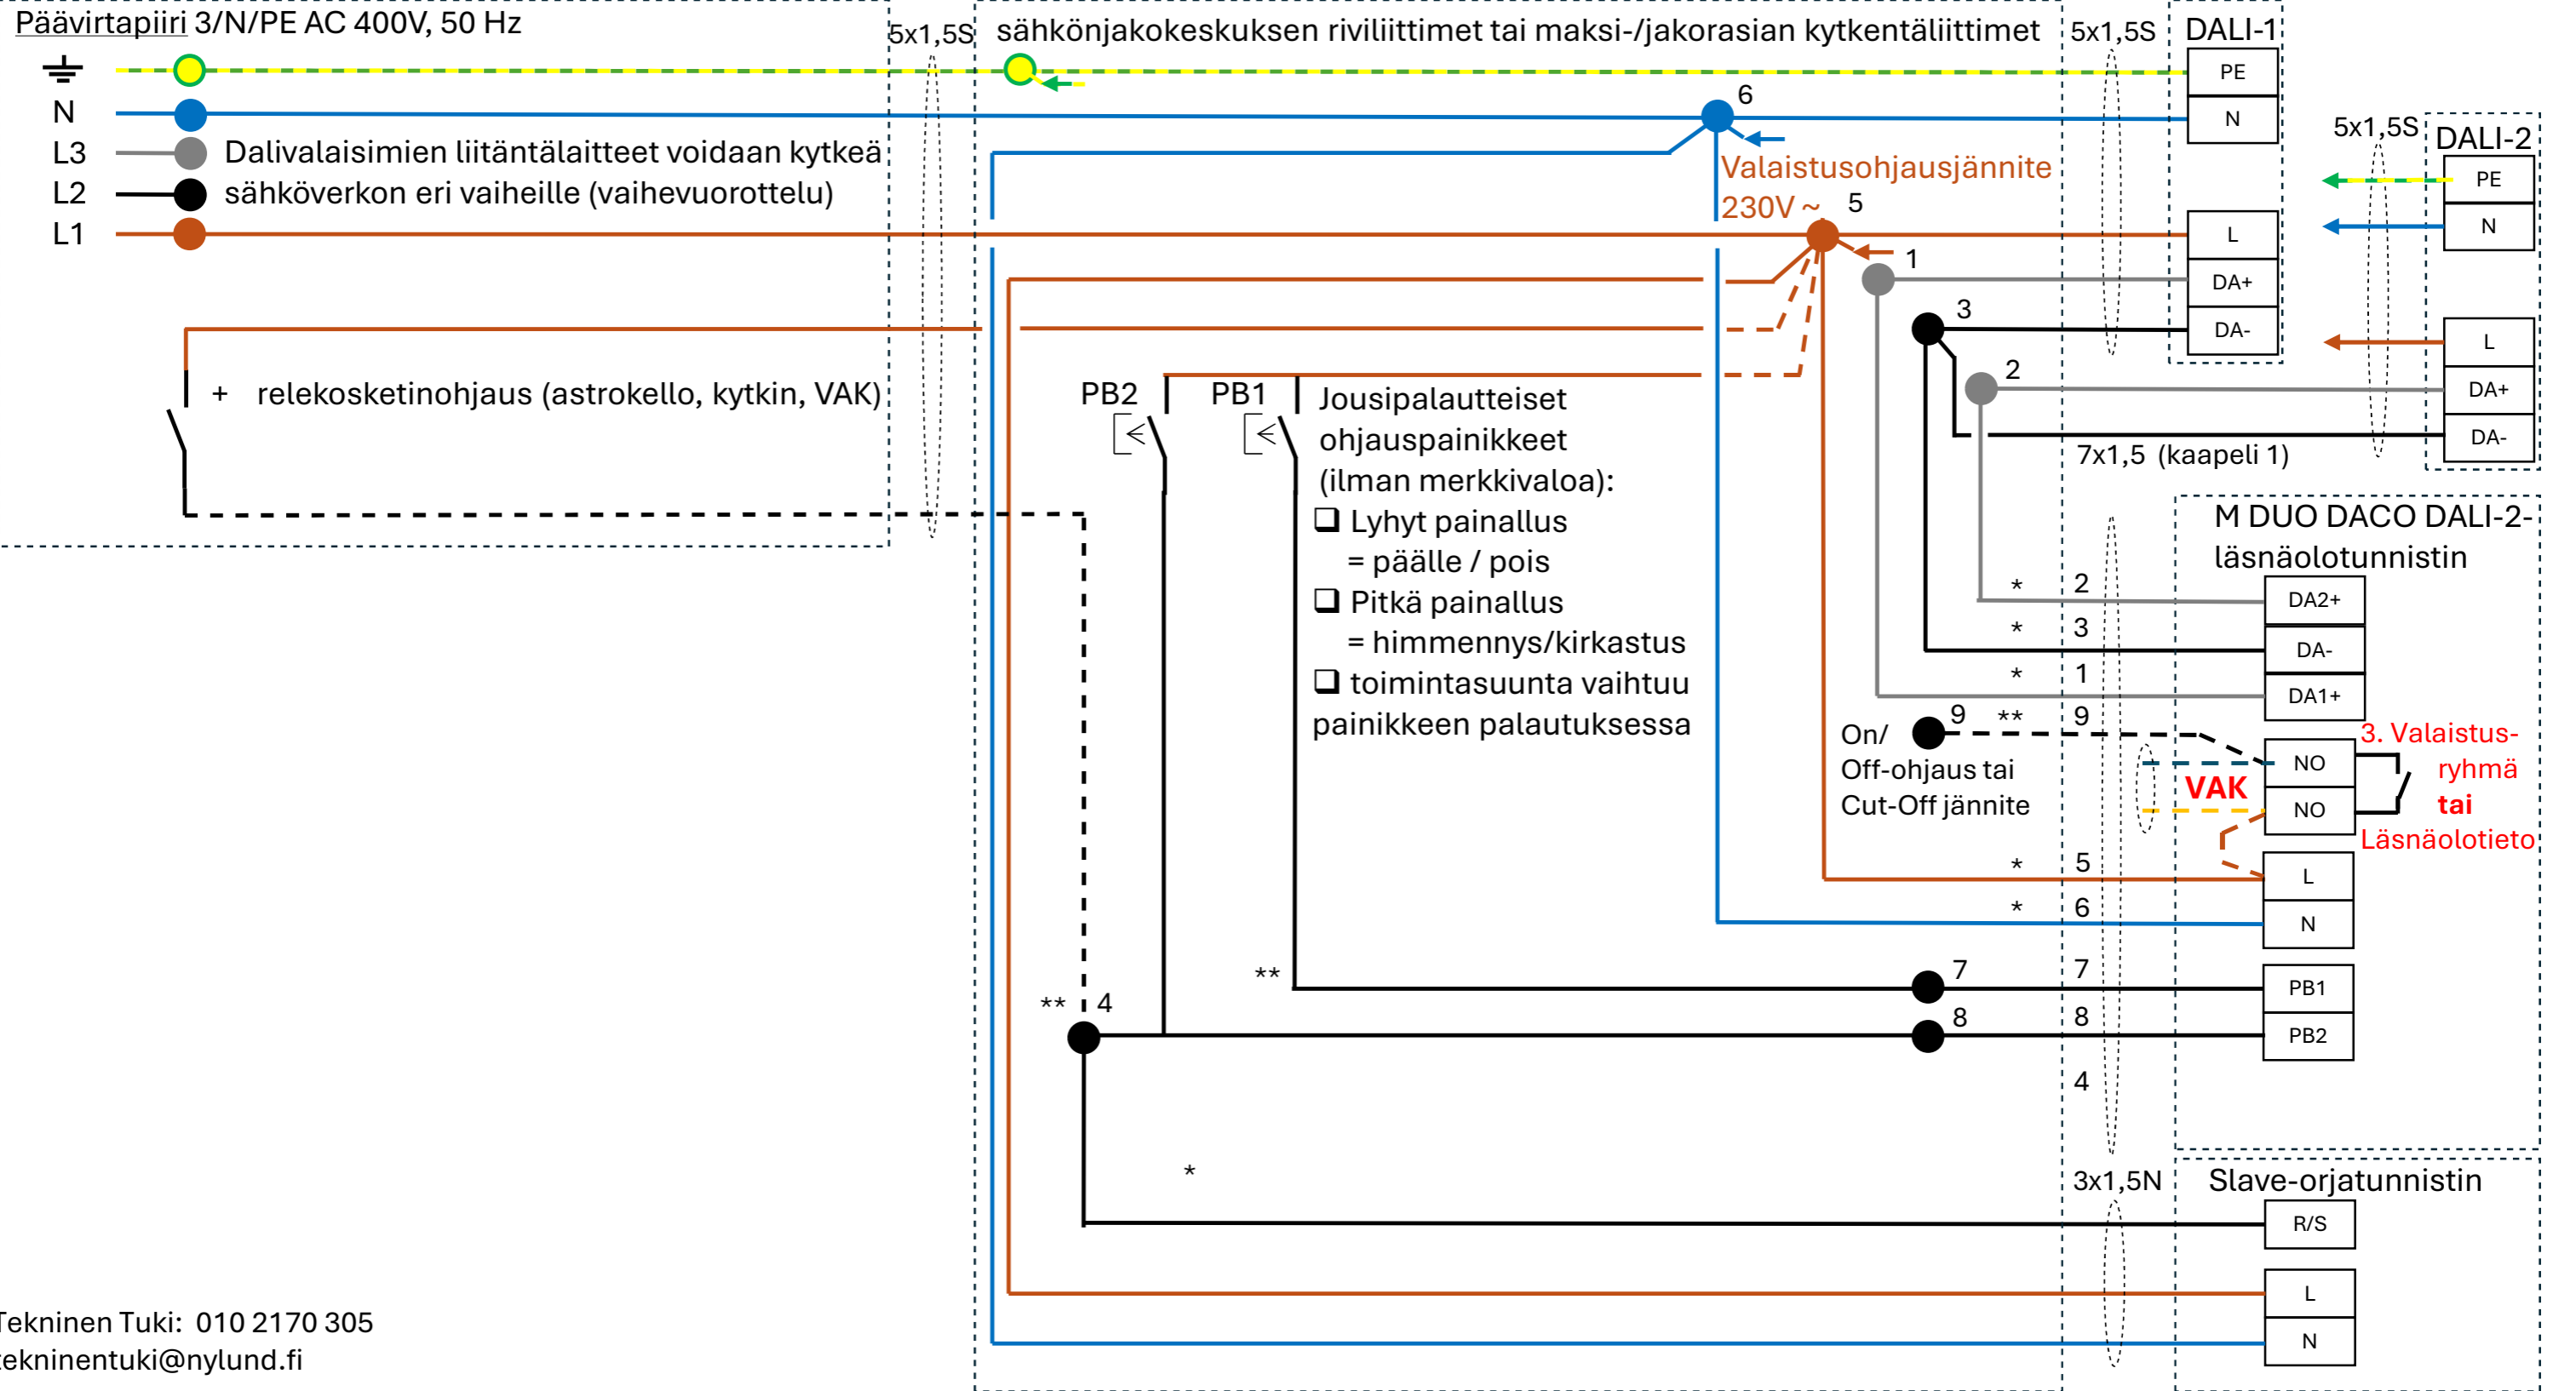 Päävirtapiiri 3/N/PE AC 400V, 50 Hz
5x1,5S
sähkönjakokeskuksen riviliittimet tai maksi-/jakorasian kytkentäliittimet
5x1,5S
DALI-1
PE
N
N
6
L3
Dalivalaisimien liitäntälaitteet voidaan kytkeä
L2
sähköverkon eri vaiheille (vaihevuorottelu)
L1
Valaistusohjausjännite
230V ~
5
5x1,5S
DALI-2
PE
N
L
DA+
DA-
1
3
2
L
DA+
DA-
7x1,5 (kaapeli 1)
+ relekosketinohjaus (astrokello, kytkin, VAK)
PB2
PB1
Jousipalautteiset
ohjauspainikkeet
(ilman merkkivaloa):
❑ Lyhyt painallus
= päälle / pois
❑ Pitkä painallus
= himmennys/kirkastus
❑ toimintasuunta vaihtuu
painikkeen palautuksessa
M DUO DACO DALI-2-
läsnäolotunnistin
* 2
DA2+
* 3
DA-
* 1
DA1+
9 ** 9
On/
Off-ohjaus tai
Cut-Off jännite
NO
VAK
NO
3. Valaistus-
ryhmä
tai
Läsnäolotieto
* 5
L
* 6
N
**
7
7
PB1
** 4
8
8
PB2
4
*
3x1,5N
Slave-orjatunnistin
R/S
L
N
Tekninen Tuki: 010 2170 305
tekninentuki@nylund.fi